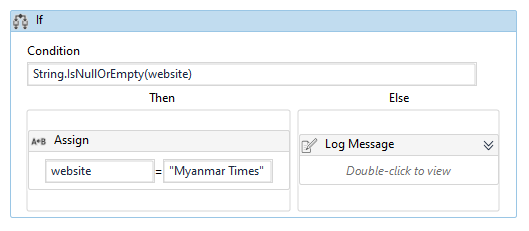 If
Condition
String.IsNullOrEmpty(website)
Then
Else
A+B Assign
Log Message
website = "Myanmar Times"
Double-click to view